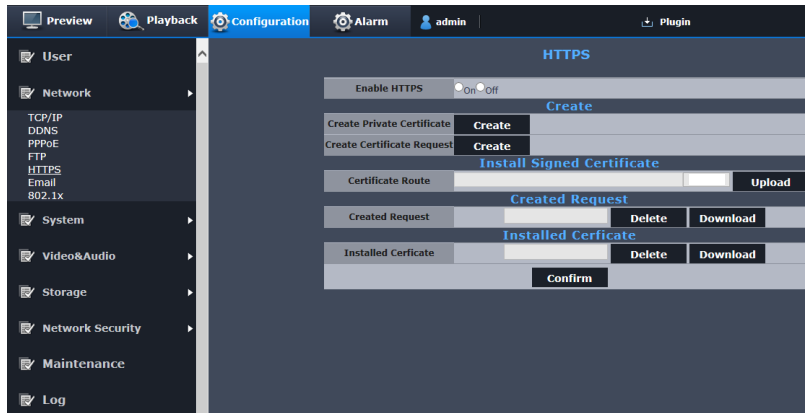 Preview Playback Configuration Alarm admin Plugin
User
Network
TCP/IP
DDNS
PPPoE
FTP
HTTPS
Email
802.1x
System
Video&Audio
Storage
Network Security
Maintenance
Log
HTTPS
Enable HTTPS On Off
Create
Create Private Certificate Create
Create Certificate Request Create
Install Signed Certificate
Certificate Route Upload
Created Request
Created Request Delete Download
Installed Cerficate
Installed Cerficate Delete Download
Confirm